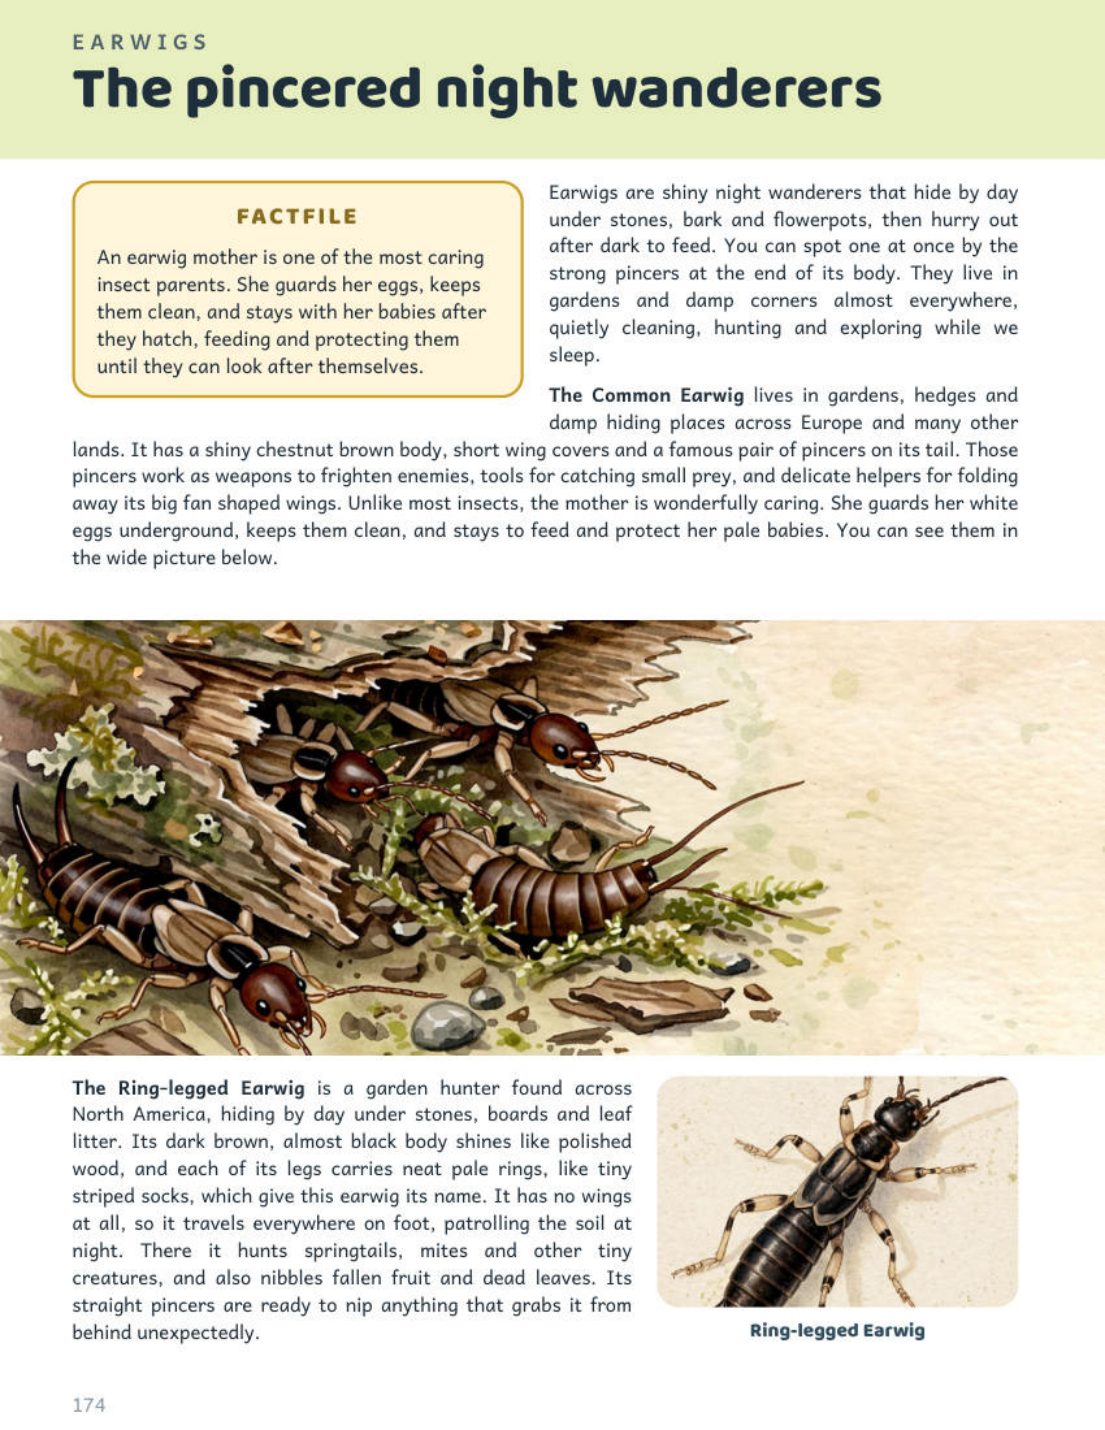 EARWIGS
The pincered night wanderers
FACTFILE
An earwig mother is one of the most caring
insect parents. She guards her eggs, keeps
them clean, and stays with her babies after
they hatch, feeding and protecting them
until they can look after themselves.
Earwigs are shiny night wanderers that hide by day
under stones, bark and flowerpots, then hurry out
after dark to feed. You can spot one at once by the
strong pincers at the end of its body. They live in
gardens and damp corners almost everywhere,
quietly cleaning, hunting and exploring while we
sleep.
The Common Earwig lives in gardens, hedges and
damp hiding places across Europe and many other
lands. It has a shiny chestnut brown body, short wing covers and a famous pair of pincers on its tail. Those
pincers work as weapons to frighten enemies, tools for catching small prey, and delicate helpers for folding
away its big fan shaped wings. Unlike most insects, the mother is wonderfully caring. She guards her white
eggs underground, keeps them clean, and stays to feed and protect her pale babies. You can see them in
the wide picture below.
The Ring-legged Earwig is a garden hunter found across
North America, hiding by day under stones, boards and leaf
litter. Its dark brown, almost black body shines like polished
wood, and each of its legs carries neat pale rings, like tiny
striped socks, which give this earwig its name. It has no wings
at all, so it travels everywhere on foot, patrolling the soil at
night. There it hunts springtails, mites and other tiny
creatures, and also nibbles fallen fruit and dead leaves. Its
straight pincers are ready to nip anything that grabs it from
behind unexpectedly.
Ring-legged Earwig
174